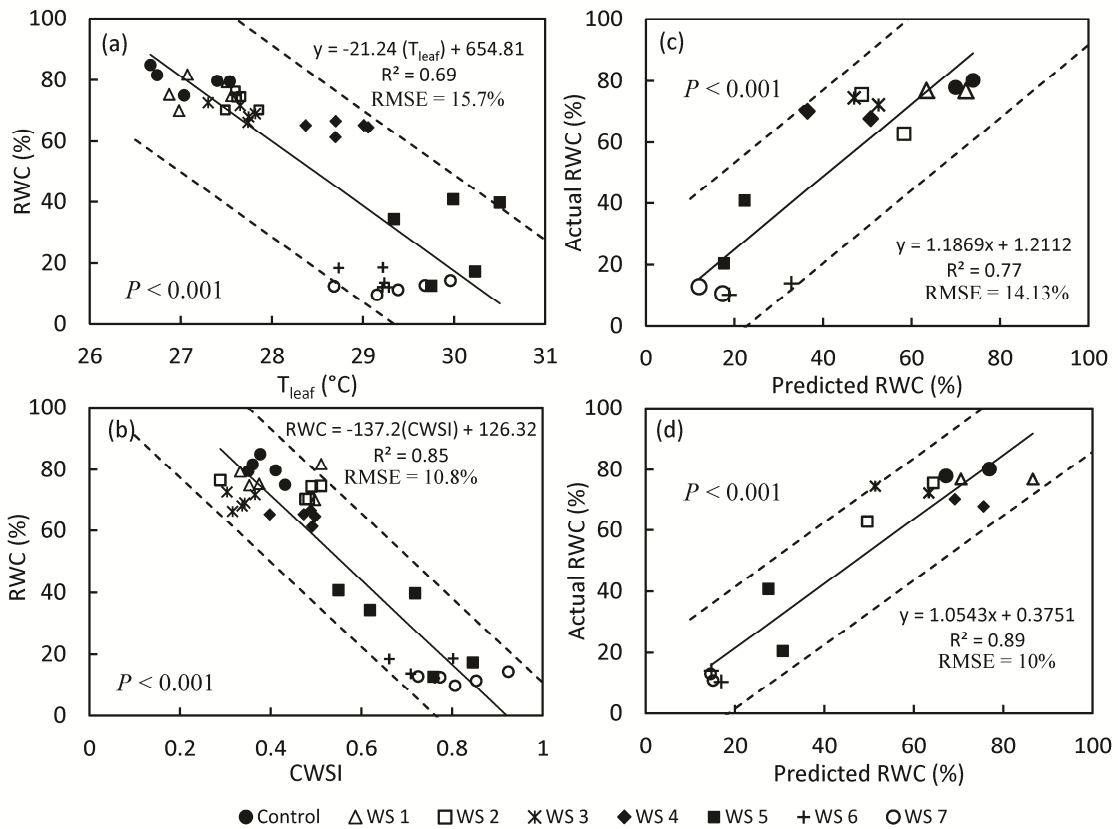 (a)
y = -21.24 (Tleaf) + 654.81
R² = 0.69
RMSE = 15.7%
P < 0.001
RWC (%)
100
80
60
40
20
0
26 27 28 29 30 31
Tleaf (°C)
(c)
P < 0.001
y = 1.1869x + 1.2112
R² = 0.77
RMSE = 14.13%
Actual RWC (%)
100
80
60
40
20
0
0 20 40 60 80 100
Predicted RWC (%)
(b)
RWC = -137.2(CWSI) + 126.32
R² = 0.85
RMSE = 10.8%
P < 0.001
RWC (%)
100
80
60
40
20
0
0 0.2 0.4 0.6 0.8 1
CWSI
(d)
P < 0.001
y = 1.0543x + 0.3751
R² = 0.89
RMSE = 10%
Actual RWC (%)
100
80
60
40
20
0
0 20 40 60 80 100
Predicted RWC (%)
Control WS 1 WS 2 WS 3 WS 4 WS 5 WS 6 WS 7